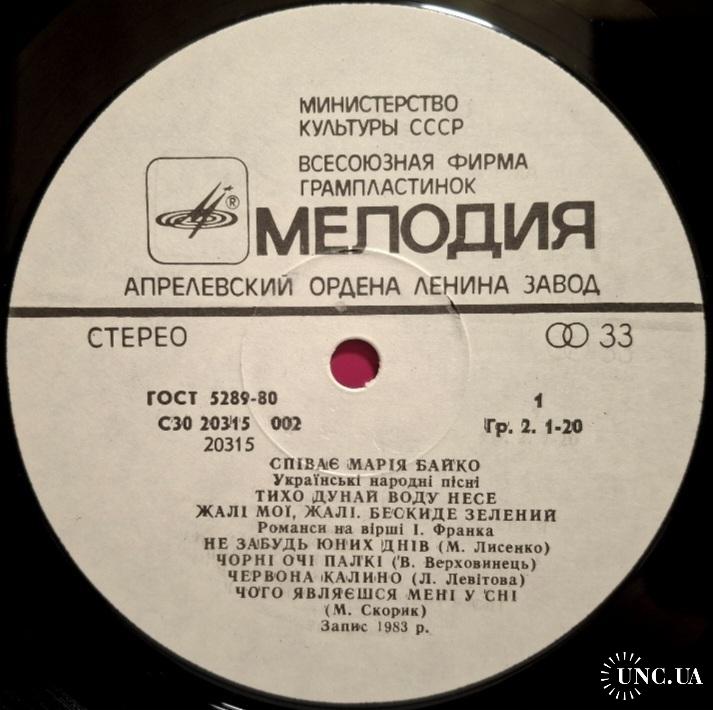 МИНИСТЕРСТВО
КУЛЬТУРЫ СССР
ВСЕСОЮЗНАЯ ФИРМА
ГРАМПЛАСТИНОК
®
МЕЛОДИЯ
АПРЕЛЕВСКИЙ ОРДЕНА ЛЕНИНА ЗАВОД
СТЕРЕО
33
ГОСТ 5289-80
1
С30 20315 002
Гр. 2. 1-20
20315
СПІВАЄ МАРІЯ БАЙКО
Українські народні пісні
ТИХО ДУНАЙ ВОДУ НЕСЕ
ЖАЛІ МОЇ, ЖАЛІ. БЕСКИДЕ ЗЕЛЕНИЙ
Романси на вірші І. Франка
НЕ ЗАБУДЬ ЮНИХ ДНІВ (М. Лисенко)
ЧОРНІ ОЧІ ПАЛКІ (В. Верховинець)
ЧЕРВОНА КАЛИНО (Л. Левітова)
ЧОГО ЯВЛЯЄШСЯ МЕНІ У СНІ
(М. Скорик)
Запис 1983 р.
UNC.UA